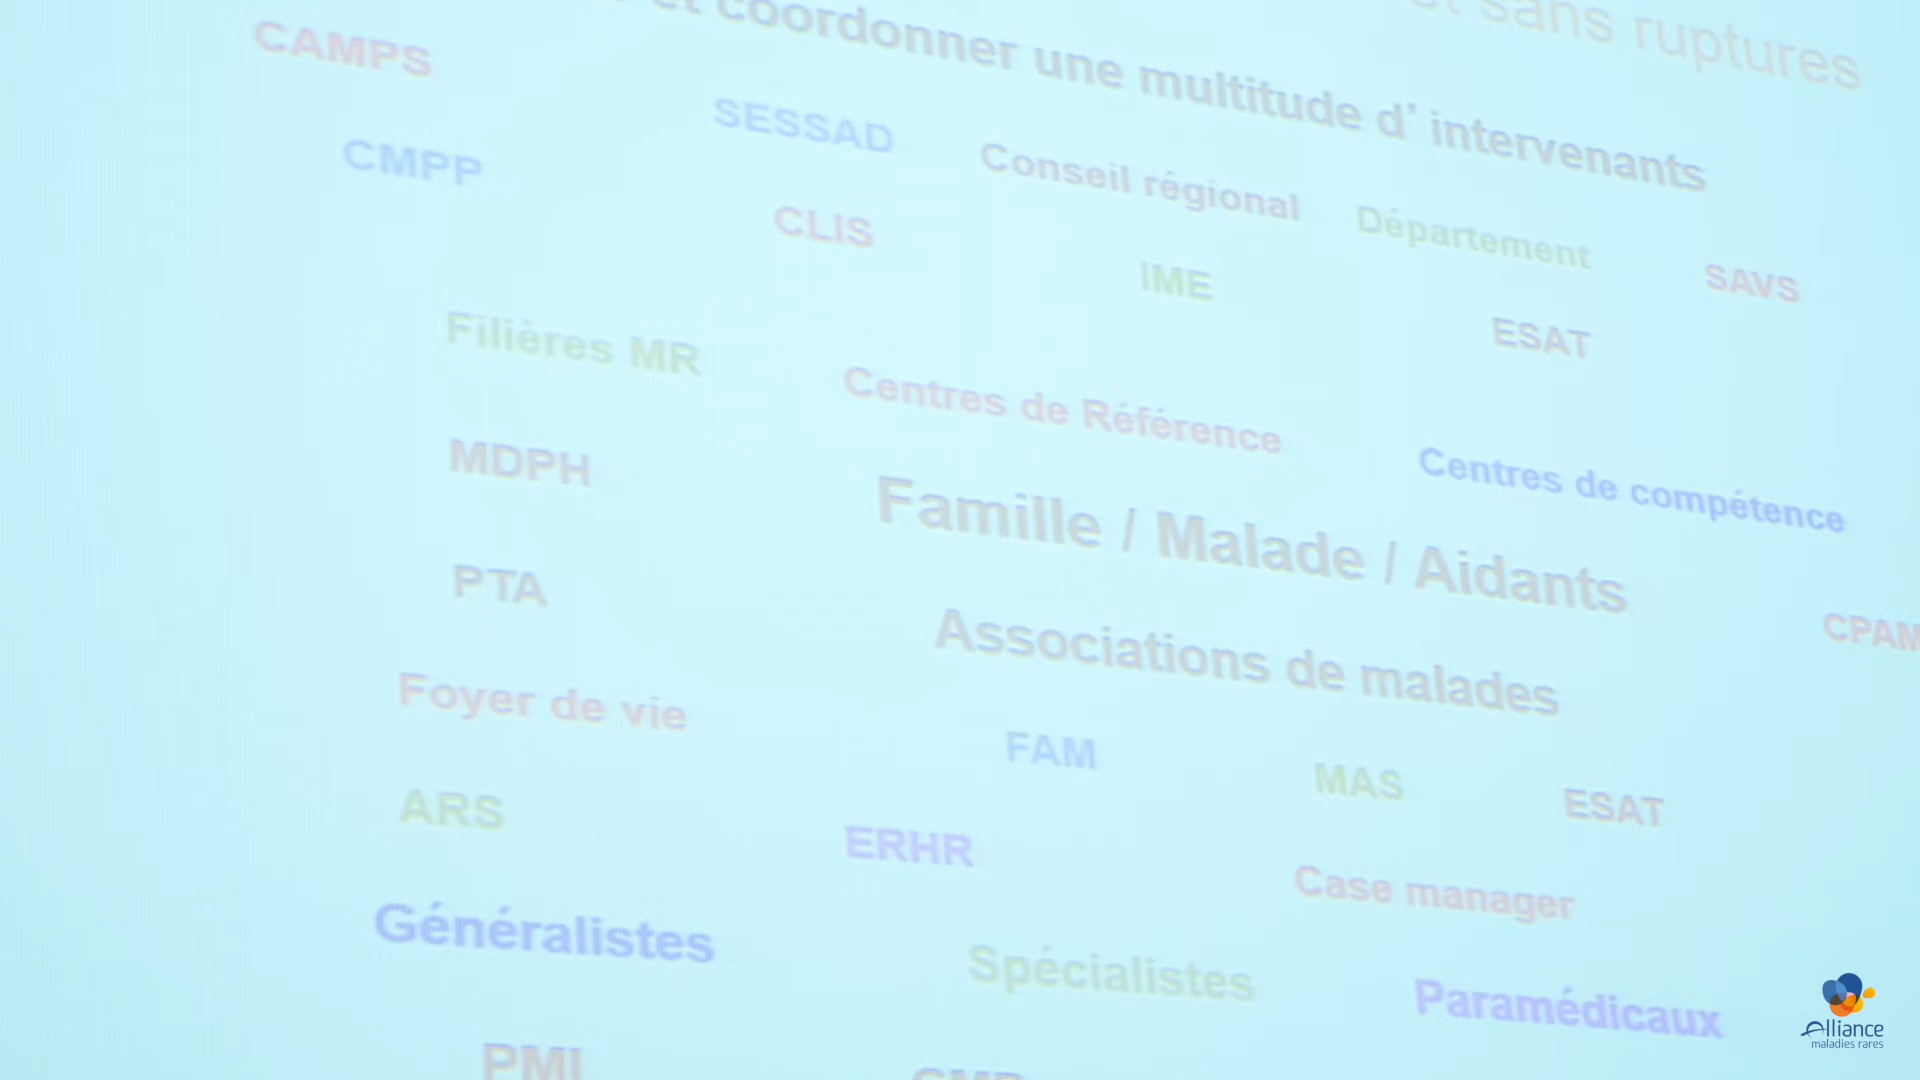 et sans ruptures
et coordonner une multitude d' intervenants
CAMPS
SESSAD
Conseil régional
Département
SAVS
CMPP
CLIS
IME
ESAT
Filières MR
Centres de Référence
Centres de compétence
MDPH
Famille / Malade / Aidants
CPAM
PTA
Associations de malades
Foyer de vie
FAM
MAS
ESAT
ARS
ERHR
Case manager
Généralistes
Spécialistes
Paramédicaux
PMI
Alliance
maladies rares